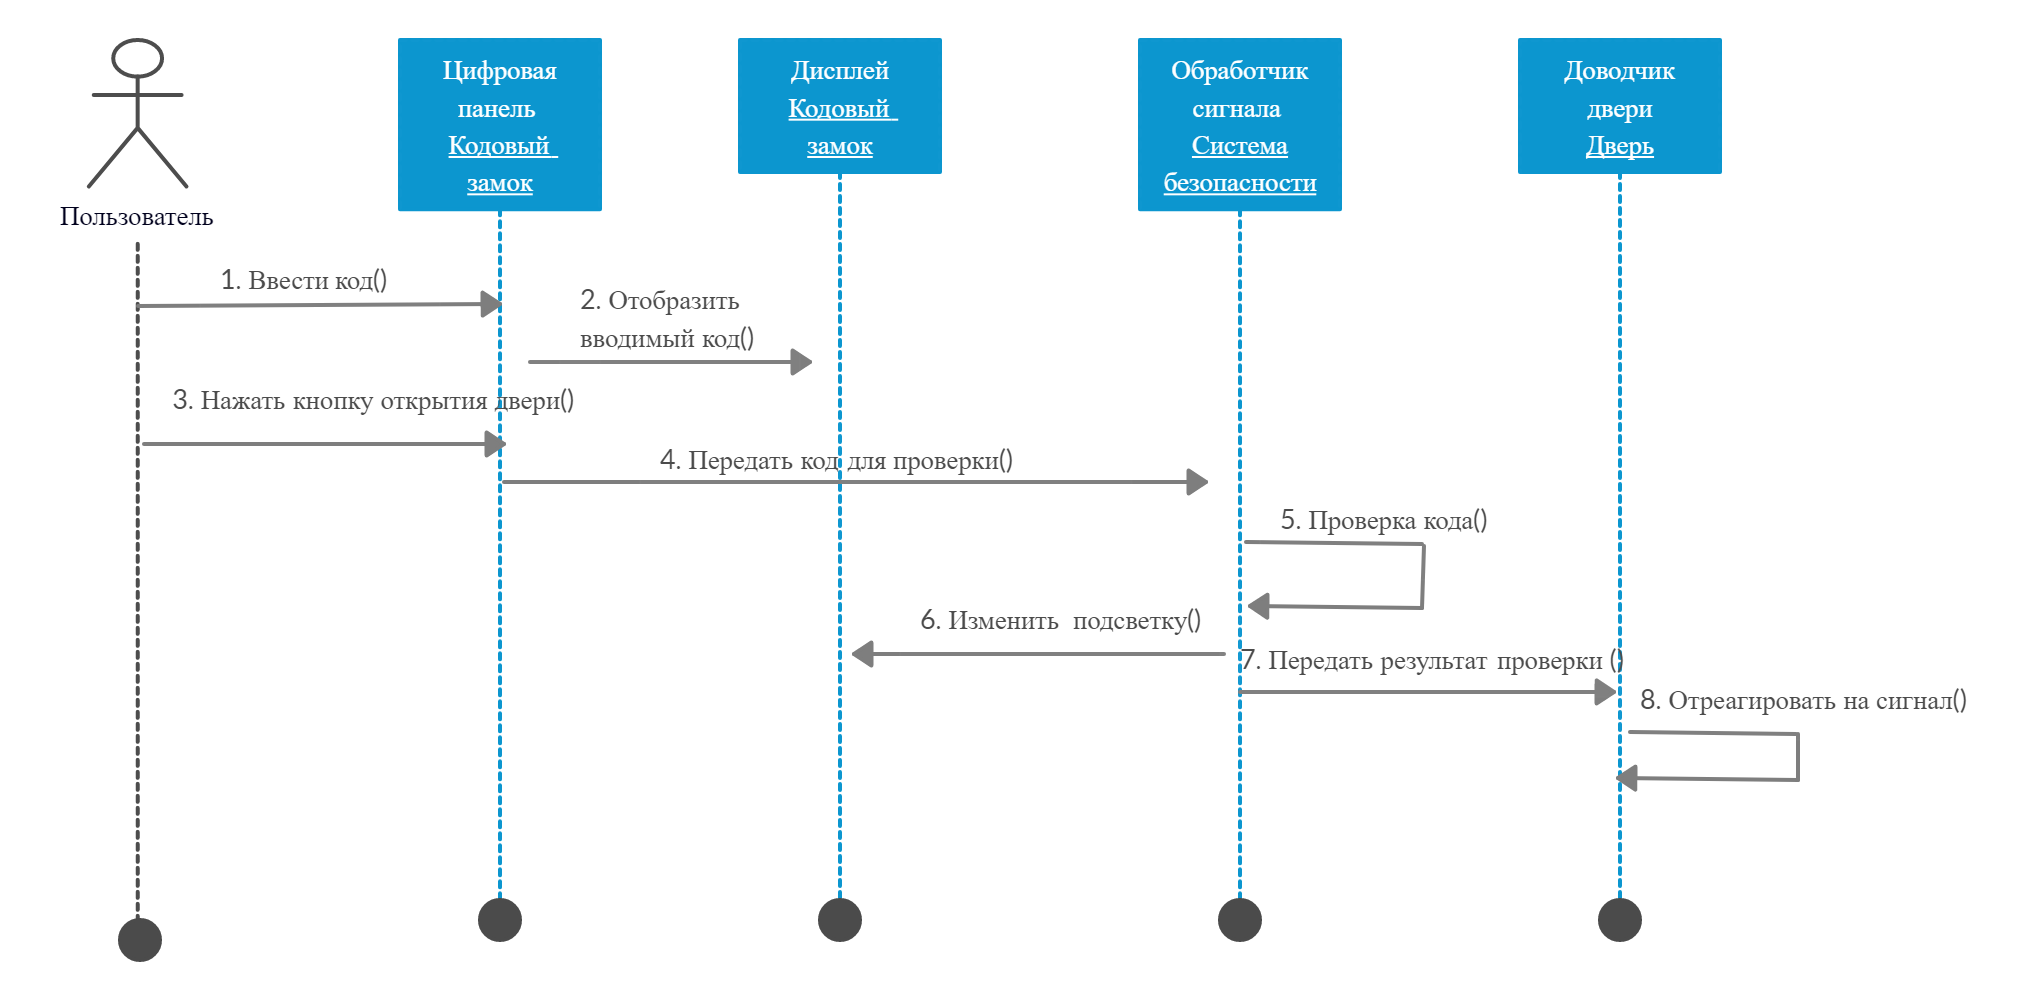 Пользователь
Цифровая
панель
Кодовый
замок
Дисплей
Кодовый
замок
Обработчик
сигнала
Система
безопасности
Доводчик
двери
Дверь
1. Ввести код()
2. Отобразить
вводимый код()
3. Нажать кнопку открытия двери()
4. Передать код для проверки()
5. Проверка кода()
6. Изменить подсветку()
7. Передать результат проверки ()
8. Отреагировать на сигнал()